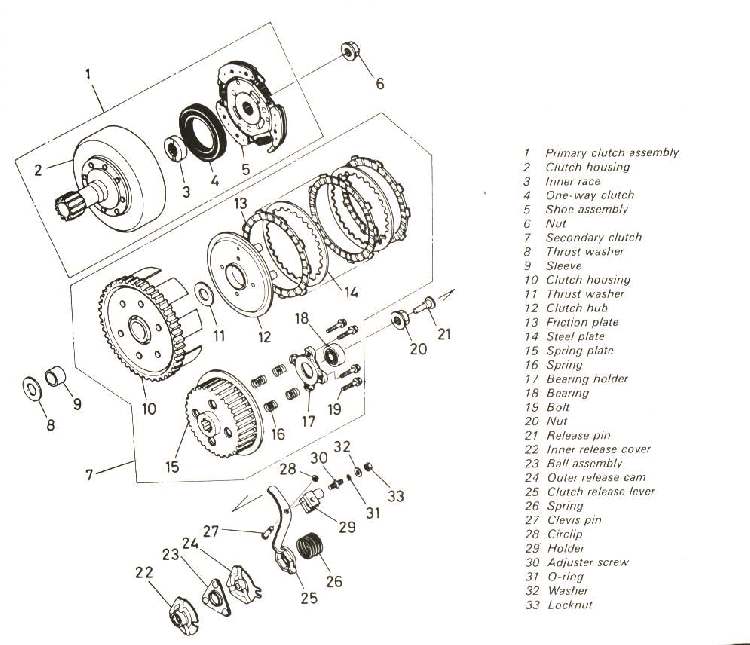 1 Primary clutch assembly
2 Clutch housing
3 Inner race
4 One-way clutch
5 Shoe assembly
6 Nut
7 Secondary clutch
8 Thrust washer
9 Sleeve
10 Clutch housing
11 Thrust washer
12 Clutch hub
13 Friction plate
14 Steel plate
15 Spring plate
16 Spring
17 Bearing holder
18 Bearing
19 Bolt
20 Nut
21 Release pin
22 Inner release cover
23 Ball assembly
24 Outer release cam
25 Clutch release lever
26 Spring
27 Clevis pin
28 Circlip
29 Holder
30 Adjuster screw
31 O-ring
32 Washer
33 Locknut
1
6
2
3
4
5
13
14
18
11
12
20
21
10
9
8
17
19
16
15
7
28
30
32
33
31
29
27
26
24
23
25
22